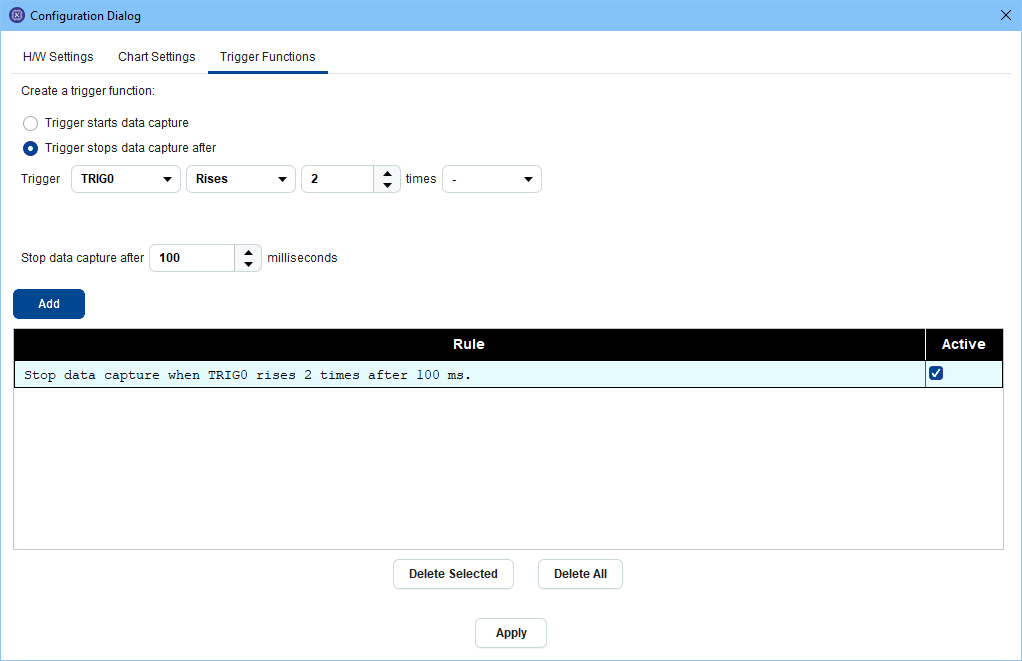 Configuration Dialog
H/W Settings Chart Settings Trigger Functions
Create a trigger function:
Trigger starts data capture
Trigger stops data capture after
Trigger TRIG0 Rises 2 times -
Stop data capture after 100 milliseconds
Add
Rule Active
Stop data capture when TRIG0 rises 2 times after 100 ms.
Delete Selected Delete All
Apply